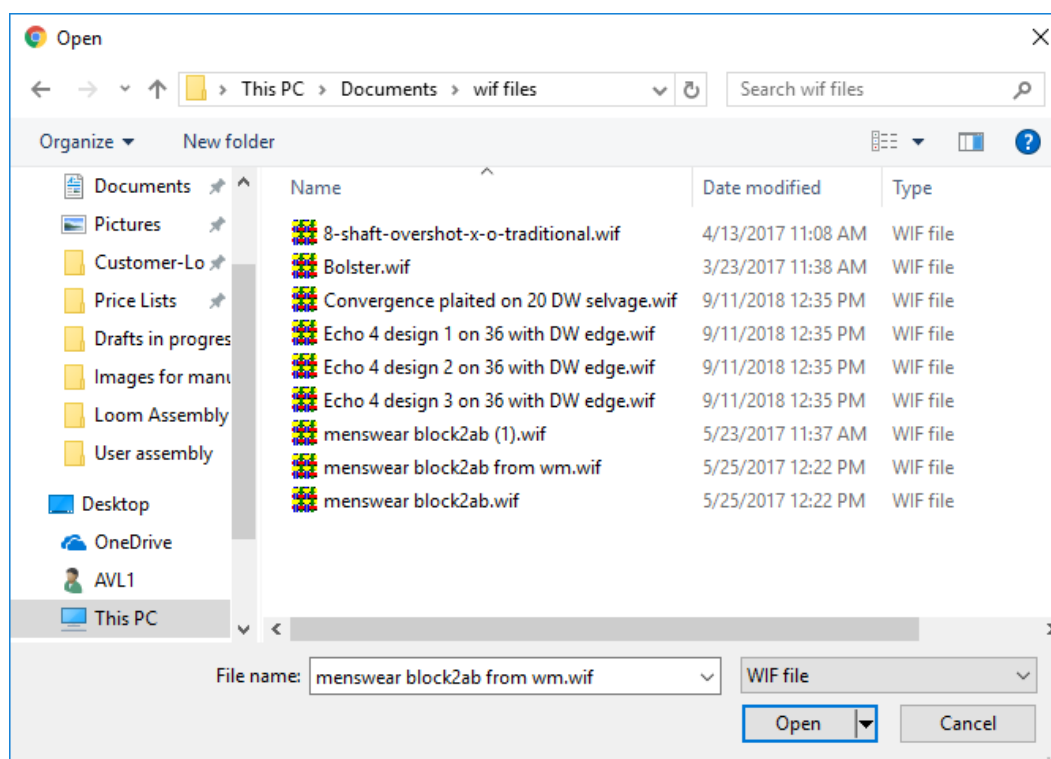 Open
This PC > Documents > wif files
Search wif files
Organize
New folder
Name
Date modified
Type
Documents
Pictures
Customer-Lo
Price Lists
Drafts in progres
Images for manu
Loom Assembly
User assembly
Desktop
OneDrive
AVL1
This PC
8-shaft-overshot-x-o-traditional.wif 4/13/2017 11:08 AM WIF file
Bolster.wif 3/23/2017 11:38 AM WIF file
Convergence plaited on 20 DW selvage.wif 9/11/2018 12:35 PM WIF file
Echo 4 design 1 on 36 with DW edge.wif 9/11/2018 12:35 PM WIF file
Echo 4 design 2 on 36 with DW edge.wif 9/11/2018 12:35 PM WIF file
Echo 4 design 3 on 36 with DW edge.wif 9/11/2018 12:35 PM WIF file
menswear block2ab (1).wif 5/23/2017 11:37 AM WIF file
menswear block2ab from wm.wif 5/25/2017 12:22 PM WIF file
menswear block2ab.wif 5/25/2017 12:22 PM WIF file
File name: menswear block2ab from wm.wif
WIF file
Open
Cancel